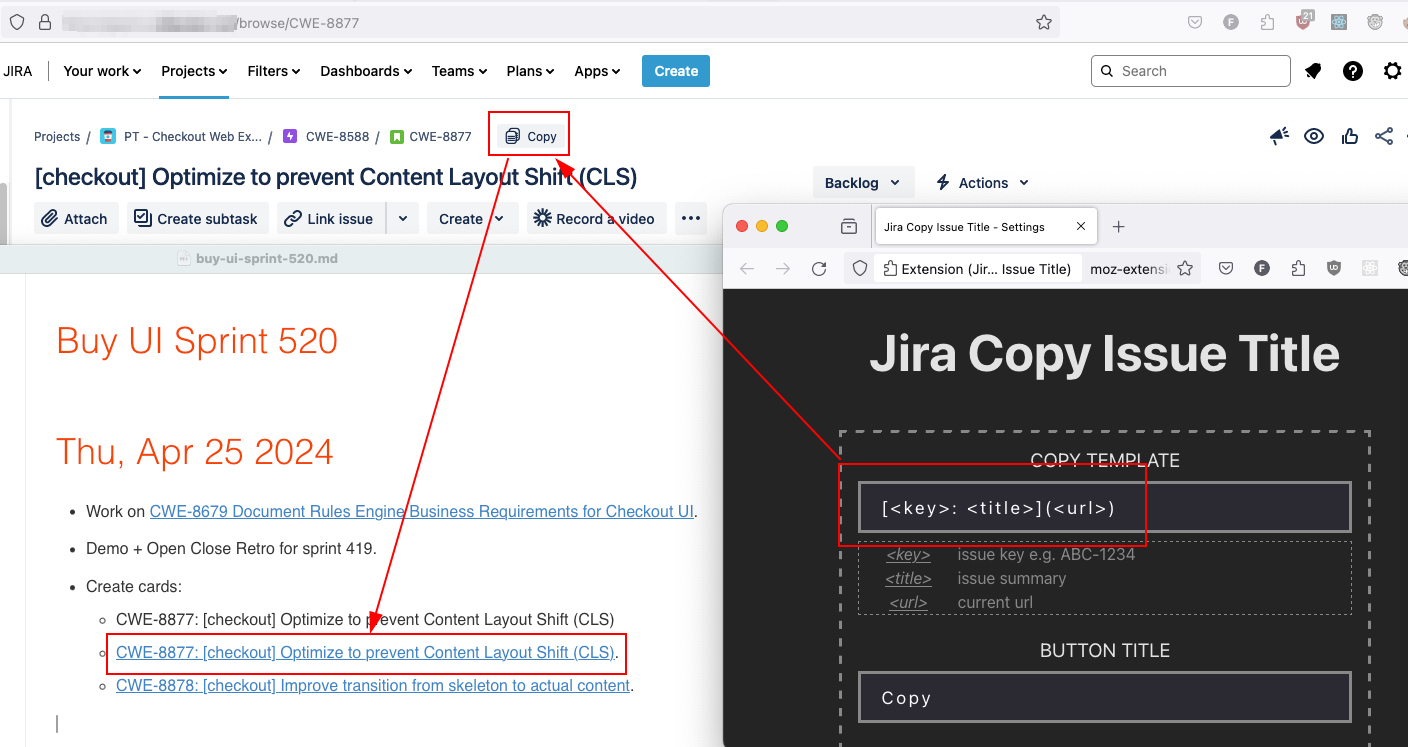 /browse/CWE-8877
F
21
JIRA
Your work
Projects
Filters
Dashboards
Teams
Plans
Apps
Create
Search
Projects / PT - Checkout Web Ex... / CWE-8588 / CWE-8877
Copy
[checkout] Optimize to prevent Content Layout Shift (CLS)
Backlog
Actions
Attach
Create subtask
Link issue
Create
Record a video
buy-ui-sprint-520.md
Buy UI Sprint 520
Thu, Apr 25 2024
• Work on CWE-8679 Document Rules Engine Business Requirements for Checkout UI.
• Demo + Open Close Retro for sprint 419.
• Create cards:
CWE-8877: [checkout] Optimize to prevent Content Layout Shift (CLS)
CWE-8877: [checkout] Optimize to prevent Content Layout Shift (CLS).
CWE-8878: [checkout] Improve transition from skeleton to actual content.
Jira Copy Issue Title - Settings
Extension (Jir... Issue Title)
moz-extensi
F
Jira Copy Issue Title
COPY TEMPLATE
[<key>: <title>](<url>)
<key> issue key e.g. ABC-1234
<title> issue summary
<url> current url
BUTTON TITLE
Copy